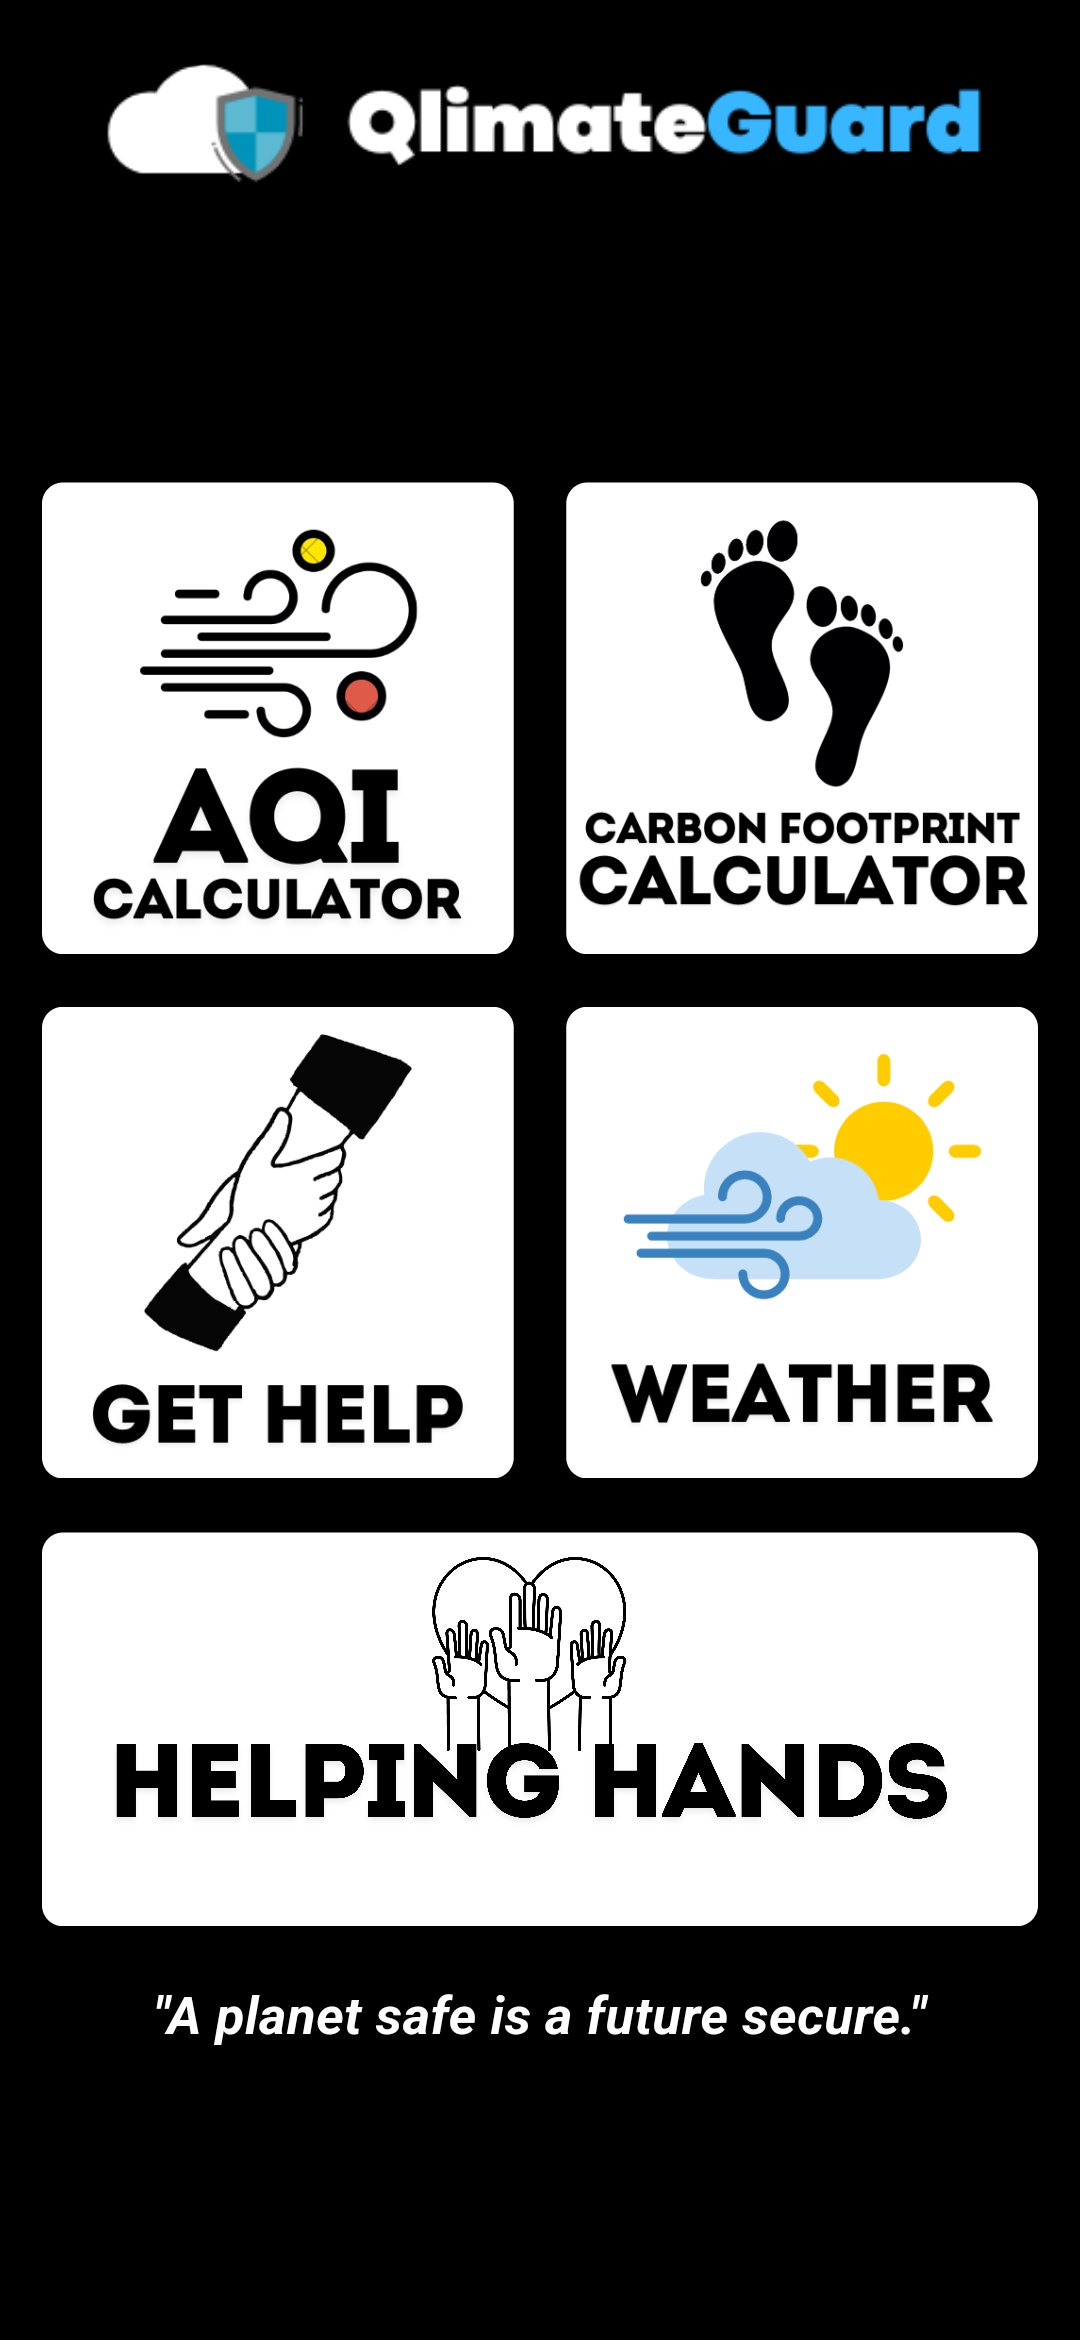 QlimateGuard
AQI
CALCULATOR
CARBON FOOTPRINT
CALCULATOR
GET HELP
WEATHER
HELPING HANDS
"A planet safe is a future secure."